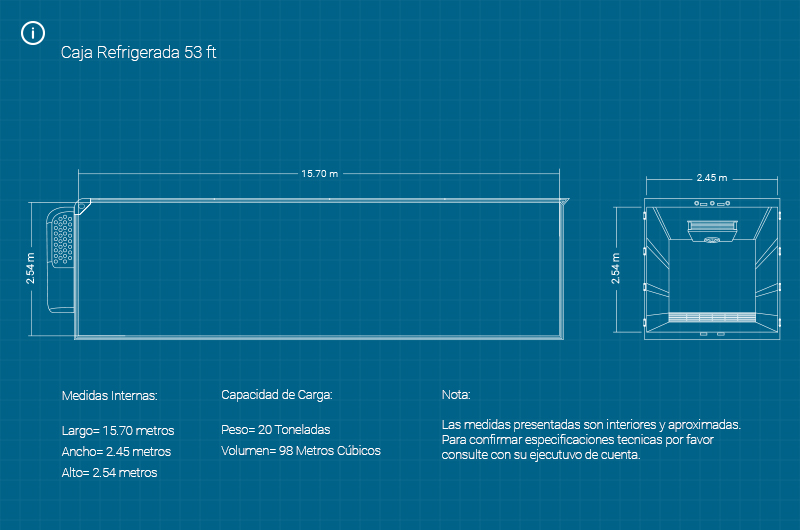 i
Caja Refrigerada 53 ft
15.70 m
2.45 m
2.54 m
2.54 m
Medidas Internas:
Largo= 15.70 metros
Ancho= 2.45 metros
Alto= 2.54 metros
Capacidad de Carga:
Peso= 20 Toneladas
Volumen= 98 Metros Cúbicos
Nota:
Las medidas presentadas son interiores y aproximadas.
Para confirmar especificaciones tecnicas por favor
consulte con su ejecutuvo de cuenta.